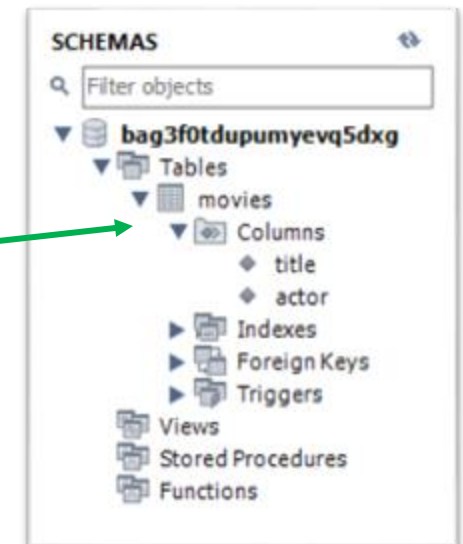 SCHEMAS
Filter objects
bag3f0tdupumyevq5dxg
Tables
movies
Columns
title
actor
Indexes
Foreign Keys
Triggers
Views
Stored Procedures
Functions